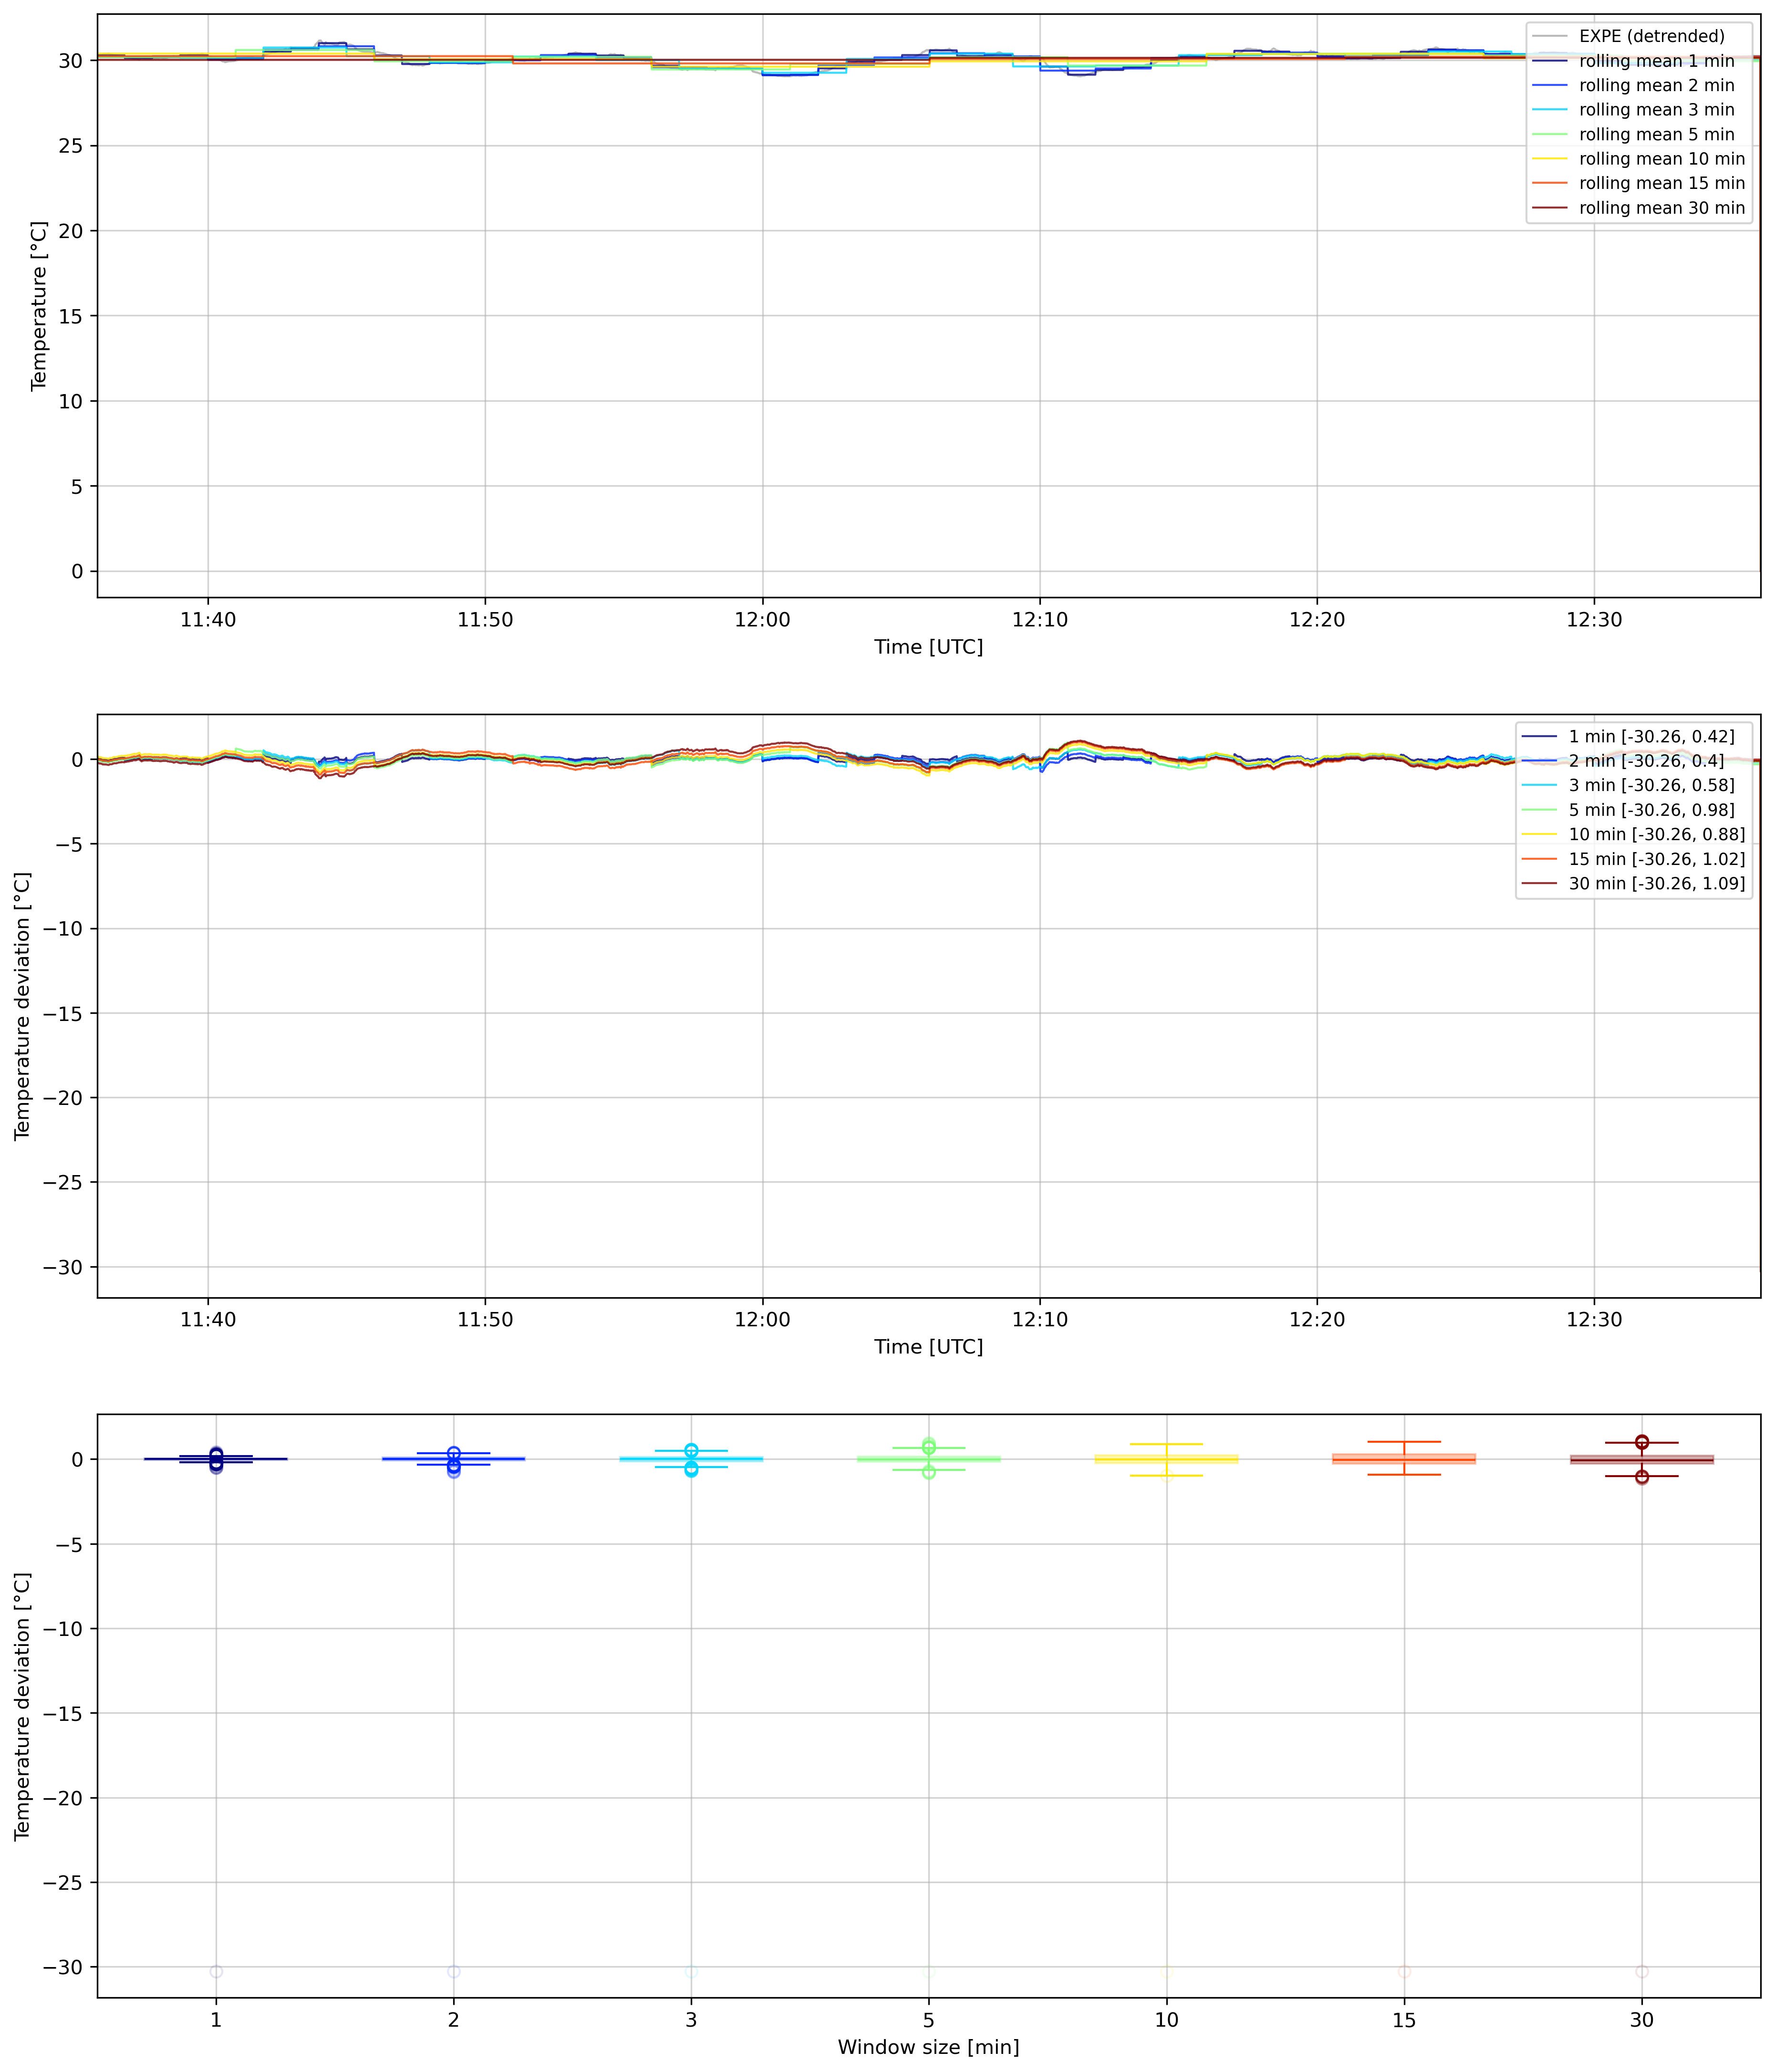 30
25
20
15
10
5
0
Temperature [°C]
EXPE (detrended)
rolling mean 1 min
rolling mean 2 min
rolling mean 3 min
rolling mean 5 min
rolling mean 10 min
rolling mean 15 min
rolling mean 30 min
11:40 11:50 12:00 12:10 12:20 12:30
Time [UTC]
0
−5
−10
−15
−20
−25
−30
Temperature deviation [°C]
1 min [-30.26, 0.42]
2 min [-30.26, 0.4]
3 min [-30.26, 0.58]
5 min [-30.26, 0.98]
10 min [-30.26, 0.88]
15 min [-30.26, 1.02]
30 min [-30.26, 1.09]
11:40 11:50 12:00 12:10 12:20 12:30
Time [UTC]
0
−5
−10
−15
−20
−25
−30
Temperature deviation [°C]
1 2 3 5 10 15 30
Window size [min]